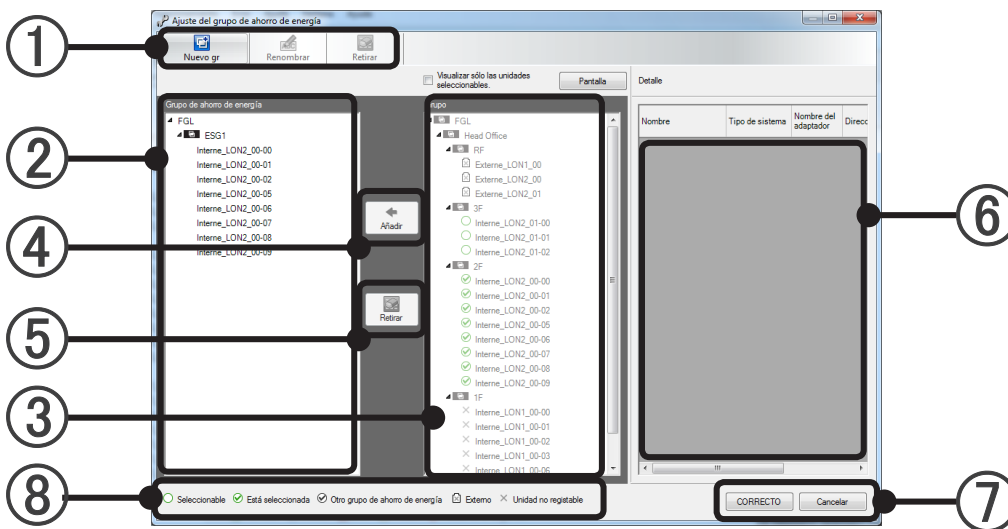 Ajuste del grupo de ahorro de energía
1
Nuevo gr
Renombrar
Retirar
Visualizar sólo las unidades
seleccionables.
Pantalla
Detalle
Grupo de ahorro de energía
FGL
ESG1
Interne_LON2_00-00
Interne_LON2_00-01
Interne_LON2_00-02
Interne_LON2_00-05
Interne_LON2_00-06
Interne_LON2_00-07
Interne_LON2_00-08
Interne_LON2_00-09
2
4
Añadir
5
Retirar
3
FGL
Head Office
RF
Externe_LON1_00
Externe_LON2_00
Externe_LON2_01
3F
Interne_LON2_01-00
Interne_LON2_01-01
Interne_LON2_01-02
2F
Interne_LON2_00-00
Interne_LON2_00-01
Interne_LON2_00-02
Interne_LON2_00-05
Interne_LON2_00-06
Interne_LON2_00-07
Interne_LON2_00-08
Interne_LON2_00-09
1F
Interne_LON1_00-00
Interne_LON1_00-01
Interne_LON1_00-02
Interne_LON1_00-03
Interne_LON1_00-06
Nombre
Tipo de sistema
Nombre del
adaptador
Direcc
6
8
Seleccionable
Está seleccionada
Otro grupo de ahorro de energía
Externo
Unidad no registable
CORRECTO
Cancelar
7